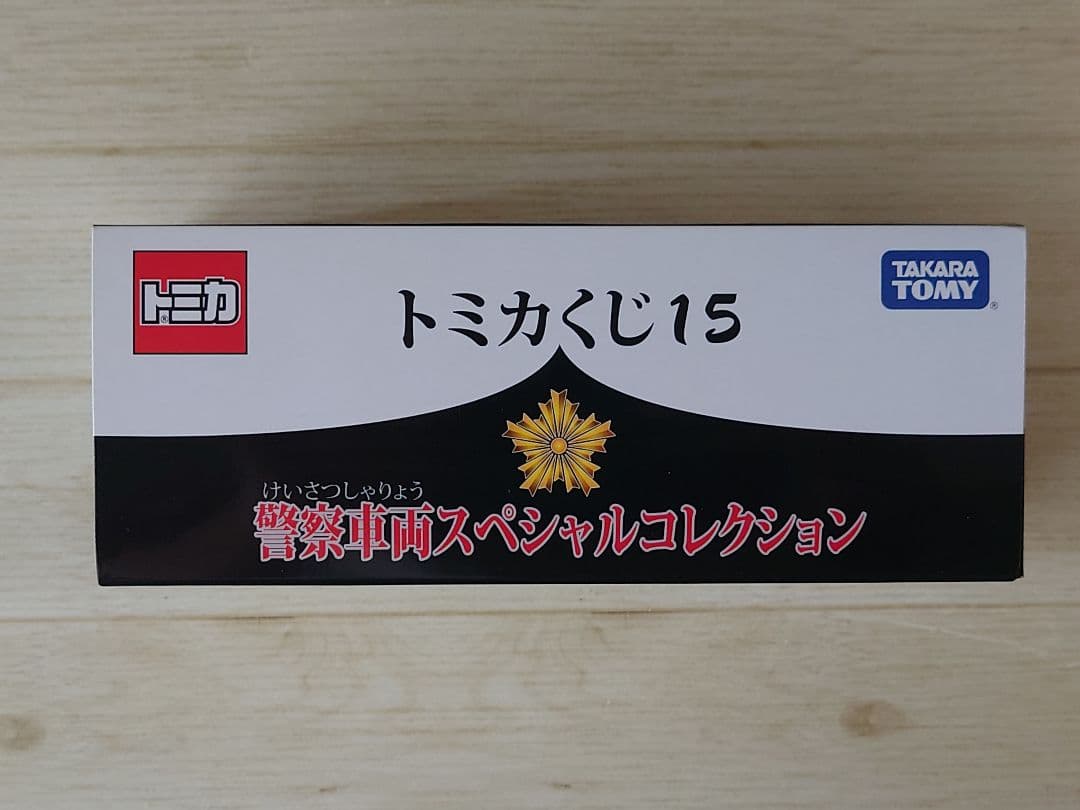 トミカ
®
TAKARA
TOMY
®
トミカくじ15
けいさつしゃりょう
警察車両スペシャルコレクション